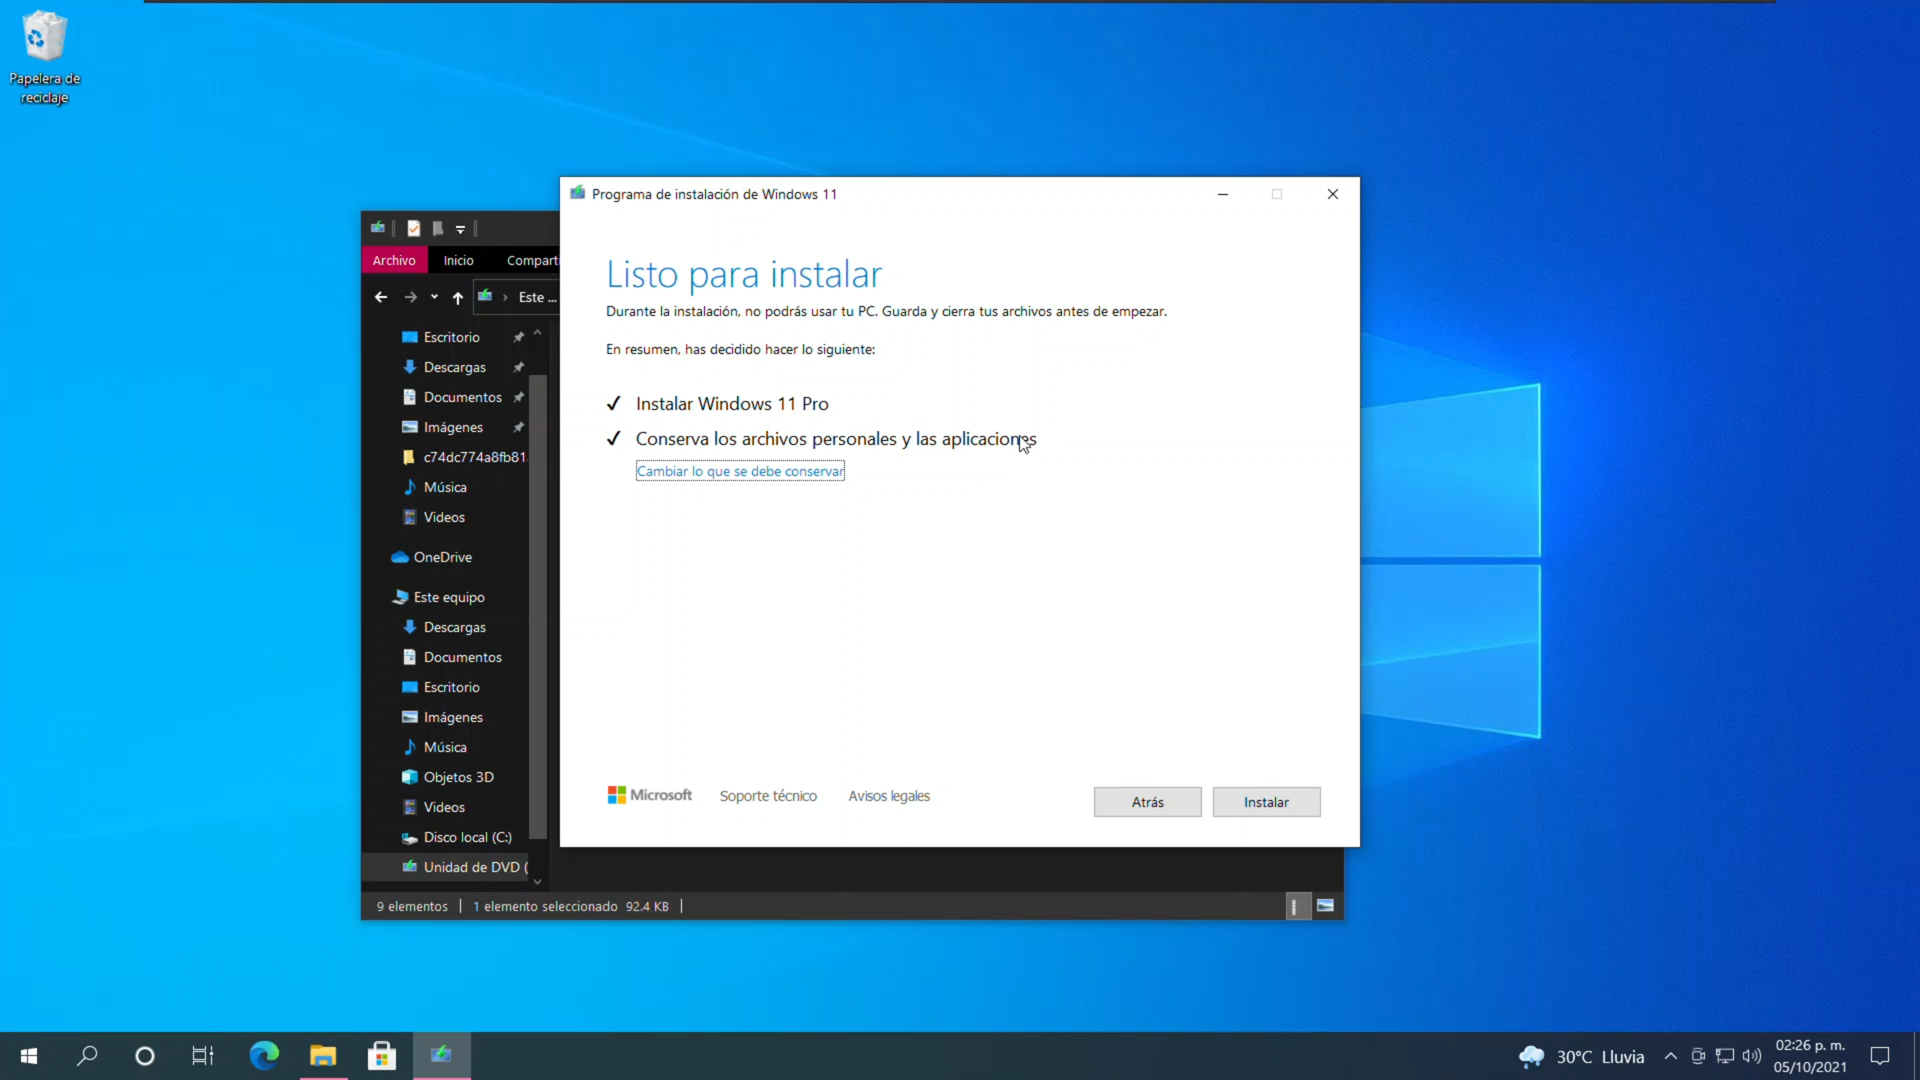 Papelera de
reciclaje
Programa de instalación de Windows 11
Archivo
Inicio
Comparti
Este ...
Escritorio
Descargas
Documentos
Imágenes
c74dc774a8fb81
Música
Videos
OneDrive
Este equipo
Descargas
Documentos
Escritorio
Imágenes
Música
Objetos 3D
Videos
Disco local (C:)
Unidad de DVD (
9 elementos
1 elemento seleccionado 92.4 KB
Listo para instalar
Durante la instalación, no podrás usar tu PC. Guarda y cierra tus archivos antes de empezar.
En resumen, has decidido hacer lo siguiente:
Instalar Windows 11 Pro
Conserva los archivos personales y las aplicaciones
Cambiar lo que se debe conservar
Microsoft
Soporte técnico
Avisos legales
Atrás
Instalar
30°C Lluvia
02:26 p. m.
05/10/2021